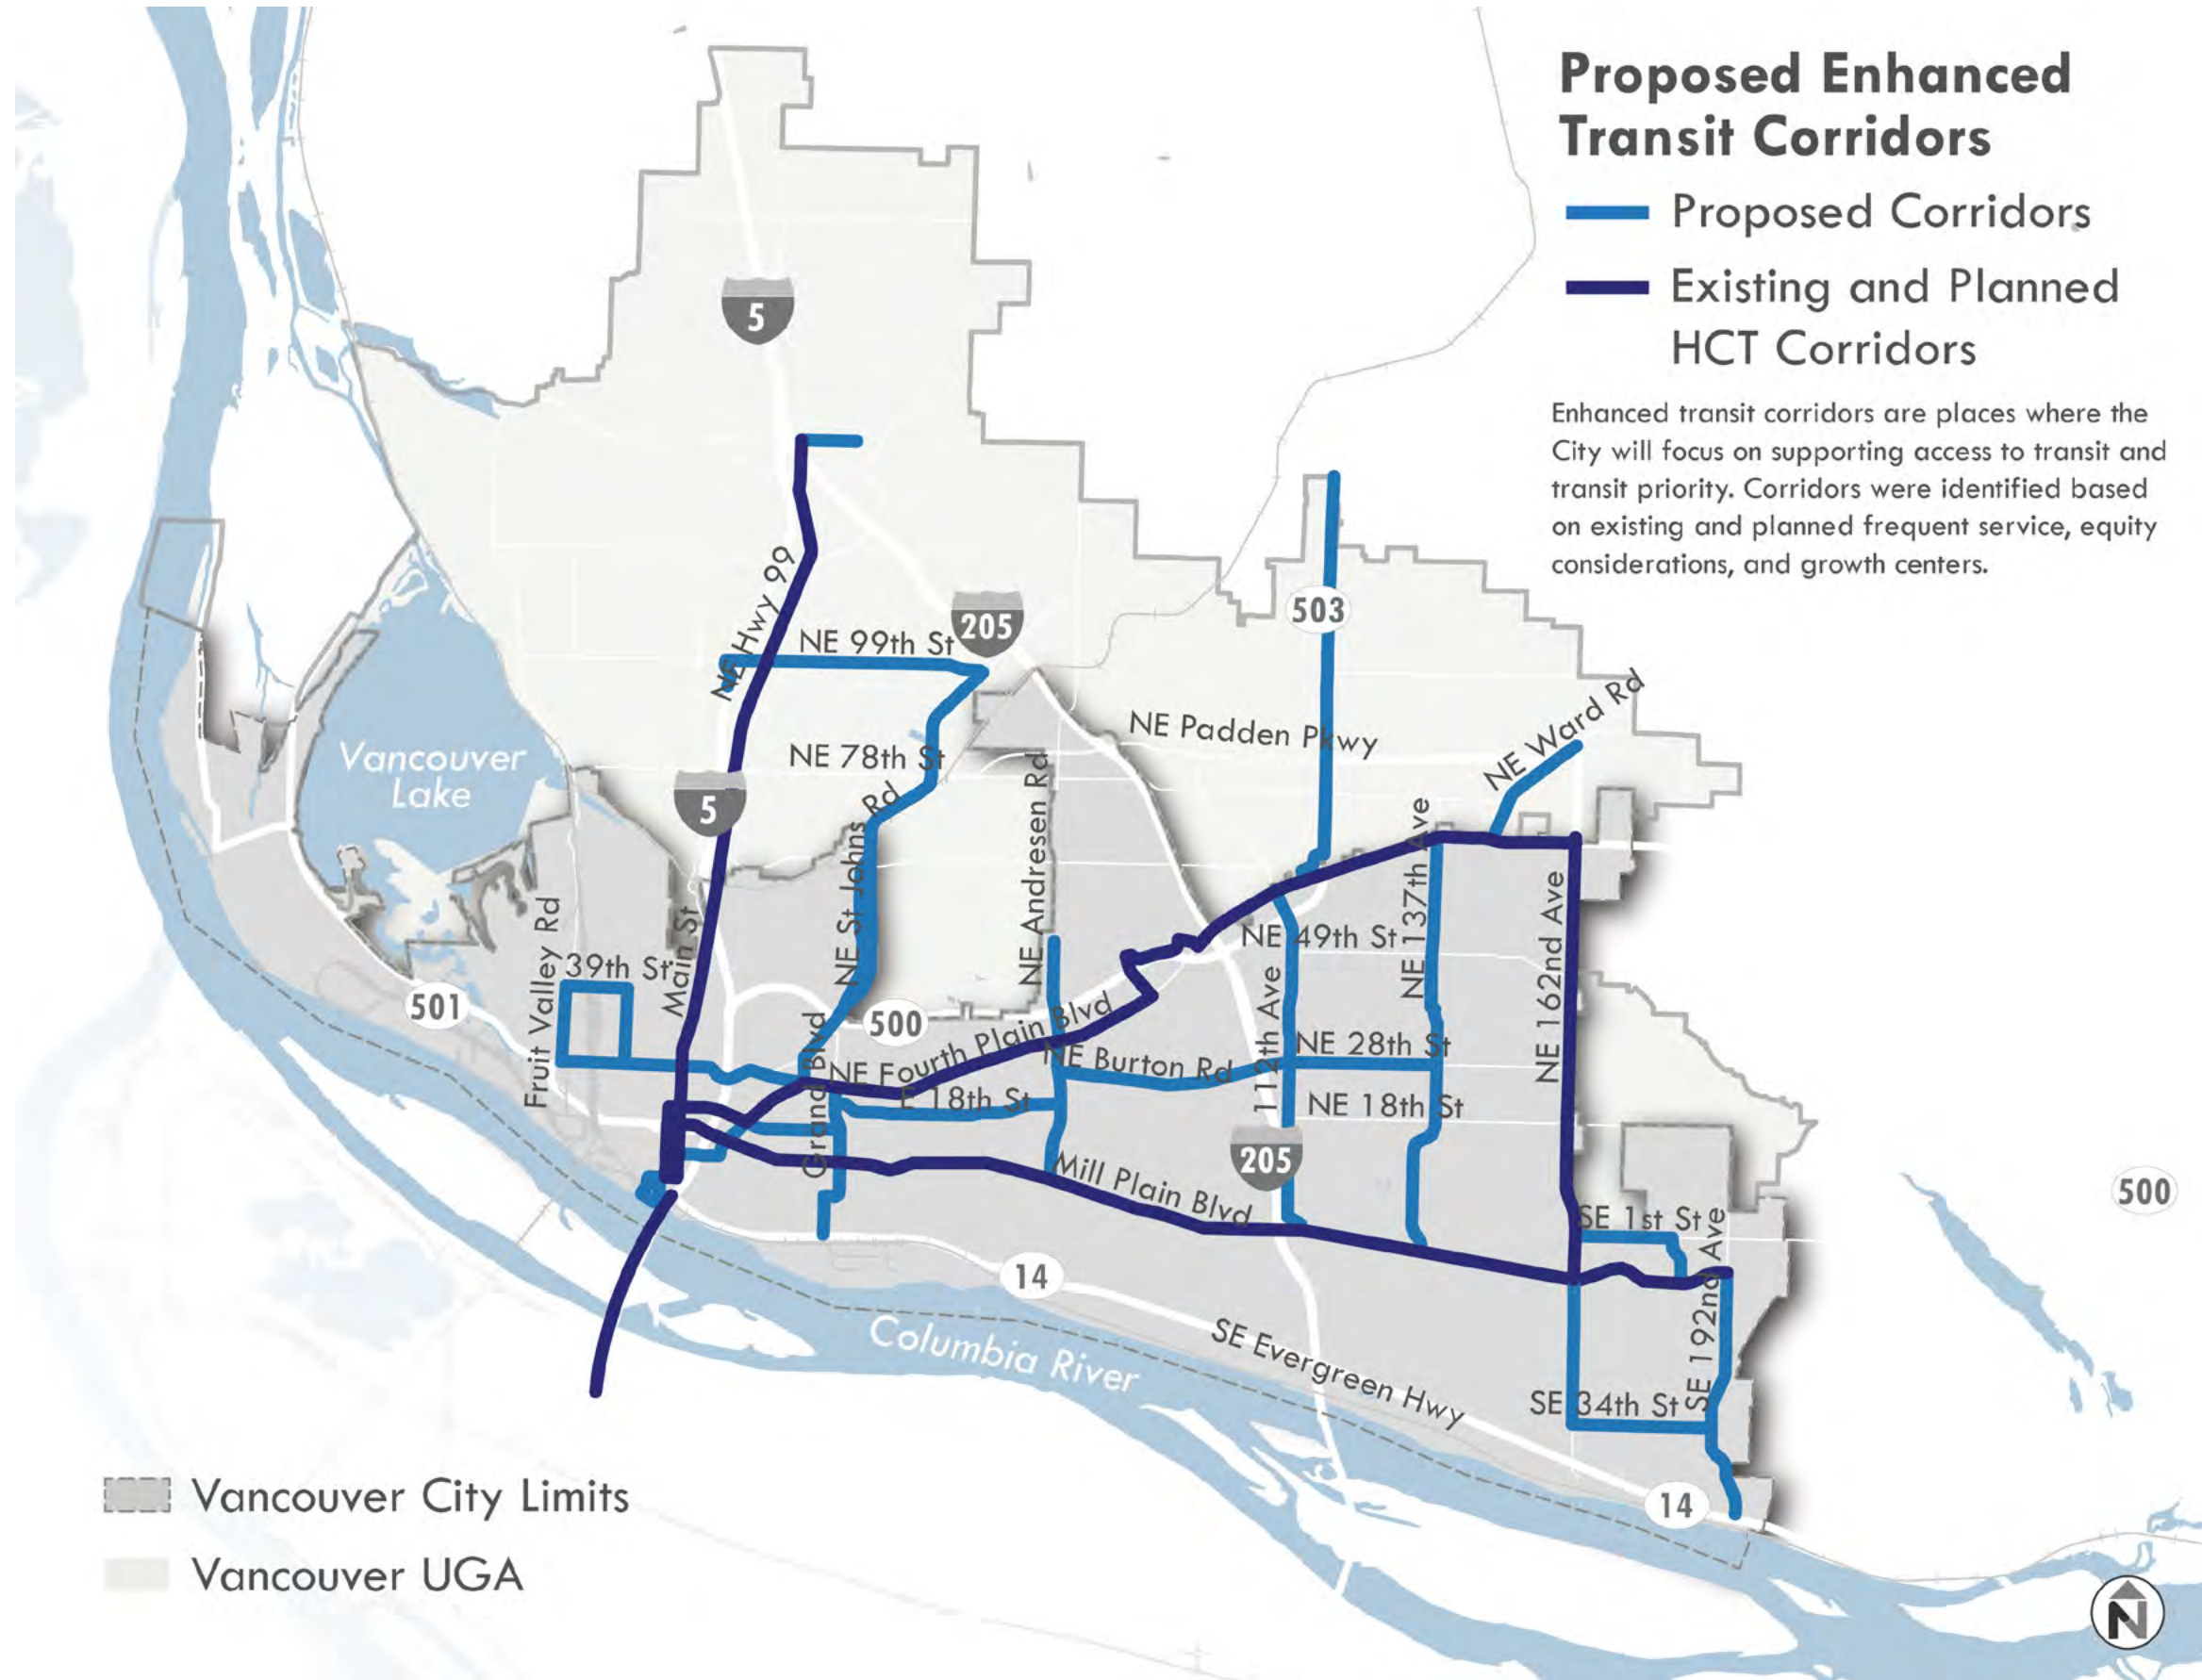 Proposed Enhanced
Transit Corridors
Proposed Corridors
Existing and Planned
HCT Corridors
Enhanced transit corridors are places where the
City will focus on supporting access to transit and
transit priority. Corridors were identified based
on existing and planned frequent service, equity
considerations, and growth centers.
5
NE Hwy 99
205
503
NE 99th St
NE Ward Rd
NE Padden Pkwy
NE 78th St
Vancouver
Lake
5
NE St Johns Rd
NE Andresen Rd
NE 137th Ave
NE 162nd Ave
Fruit Valley Rd
Main St
39th St
NE 49th St
501
500
112th Ave
Grand Blvd
NE Fourth Plain Blvd
NE Burton Rd
NE 28th St
E 18th St
NE 18th St
205
Mill Plain Blvd
500
SE 1st St
SE 192nd Ave
14
Columbia River
SE Evergreen Hwy
SE 34th St
14
Vancouver City Limits
Vancouver UGA
N